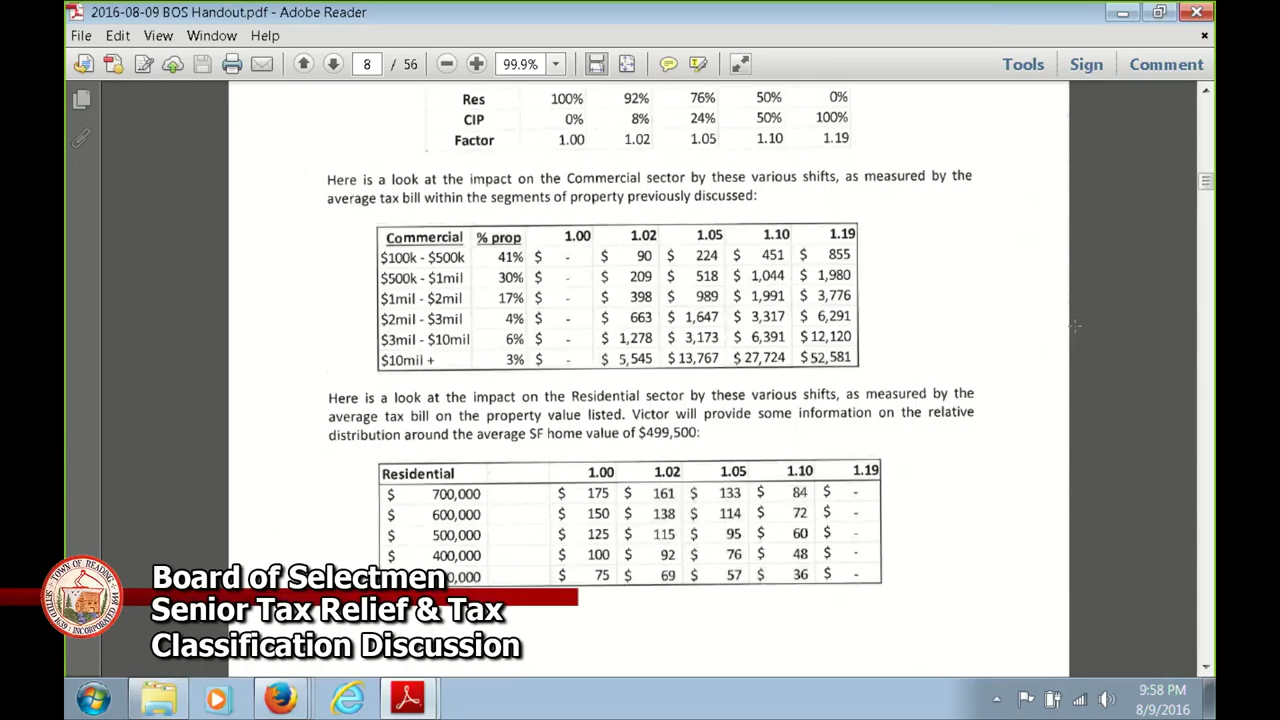 2016-08-09 BOS Handout.pdf - Adobe Reader
File Edit View Window Help
8 / 56 99.9% Tools Sign Comment
Res 100% 92% 76% 50% 0%
CIP 0% 8% 24% 50% 100%
Factor 1.00 1.02 1.05 1.10 1.19
Here is a look at the impact on the Commercial sector by these various shifts, as measured by the
average tax bill within the segments of property previously discussed:
Commercial % prop 1.00 1.02 1.05 1.10 1.19
$100k - $500k 41% $ - $ 90 $ 224 $ 451 $ 855
$500k - $1mil 30% $ - $ 209 $ 518 $ 1,044 $ 1,980
$1mil - $2mil 17% $ - $ 398 $ 989 $ 1,991 $ 3,776
$2mil - $3mil 4% $ - $ 663 $ 1,647 $ 3,317 $ 6,291
$3mil - $10mil 6% $ - $ 1,278 $ 3,173 $ 6,391 $ 12,120
$10mil + 3% $ - $ 5,545 $ 13,767 $ 27,724 $ 52,581
Here is a look at the impact on the Residential sector by these various shifts, as measured by the
average tax bill on the property value listed. Victor will provide some information on the relative
distribution around the average SF home value of $499,500:
Residential 1.00 1.02 1.05 1.10 1.19
$ 700,000 $ 175 $ 161 $ 133 $ 84 $ -
$ 600,000 $ 150 $ 138 $ 114 $ 72 $ -
$ 500,000 $ 125 $ 115 $ 95 $ 60 $ -
$ 400,000 $ 100 $ 92 $ 76 $ 48 $ -
0,000 $ 75 $ 69 $ 57 $ 36 $ -
TOWN OF READING
SETTLED 1639 INCORPORATED 1644
Board of Selectmen
Senior Tax Relief & Tax
Classification Discussion
9:58 PM
8/9/2016